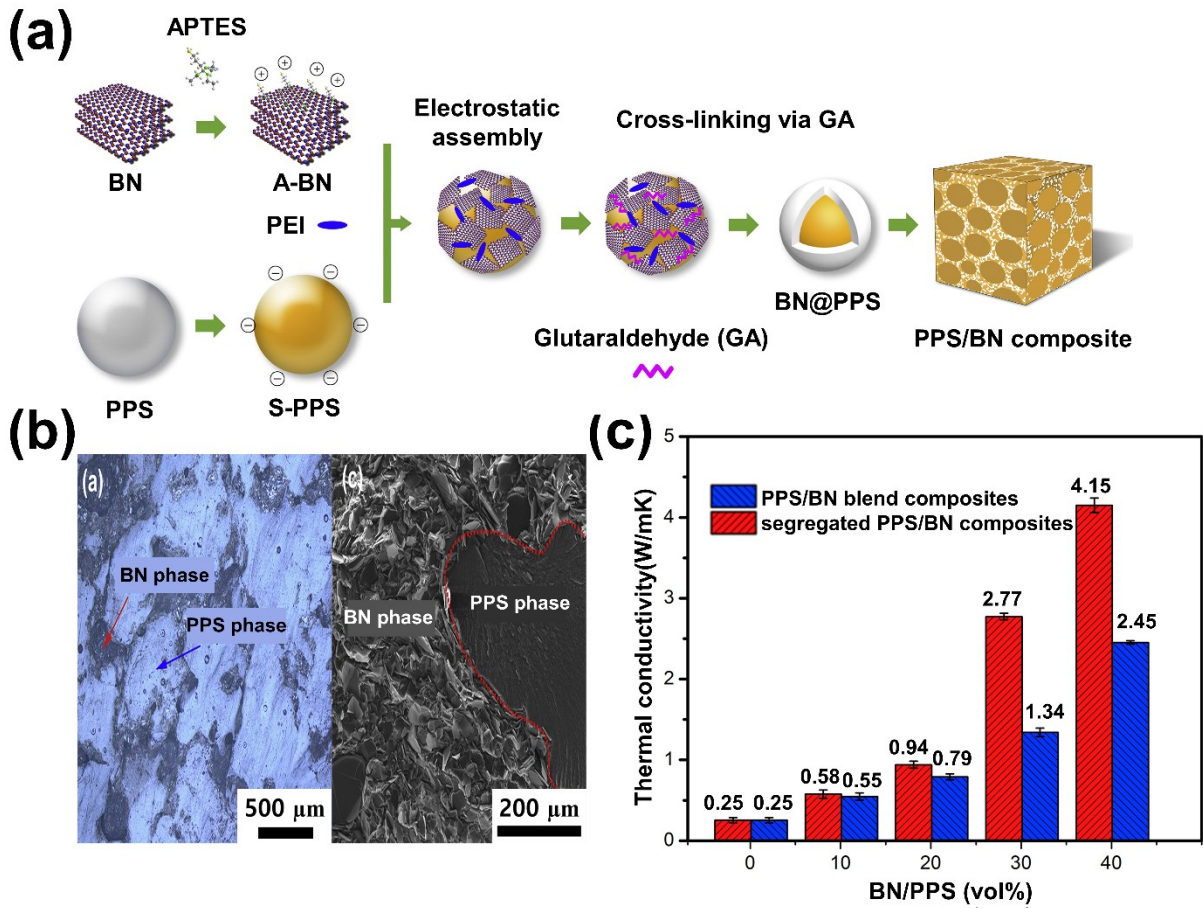 (a)
APTES
BN
A-BN
PEI
PPS
S-PPS
Electrostatic
assembly
Cross-linking via GA
Glutaraldehyde (GA)
BN@PPS
PPS/BN composite
(b)
(a)
BN phase
PPS phase
500 μm
(c)
BN phase
PPS phase
200 μm
(c)
Thermal conductivity(W/mK)
5
4
3
2
1
0
PPS/BN blend composites
segregated PPS/BN composites
0.25
0.25
0.58
0.55
0.94
0.79
2.77
1.34
4.15
2.45
0
10
20
30
40
BN/PPS (vol%)